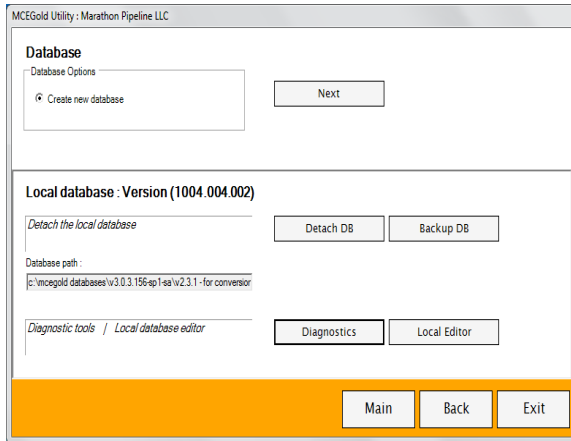 MCEGold Utility : Marathon Pipeline LLC
Database
Database Options
Create new database
Next
Local database : Version (1004.004.002)
Detach the local database
Detach DB
Backup DB
Database path :
c:\mcegold databases\v3.0.3.156-sp1-sa\v2.3.1 - for conversior
Diagnostic tools / Local database editor
Diagnostics
Local Editor
Main
Back
Exit